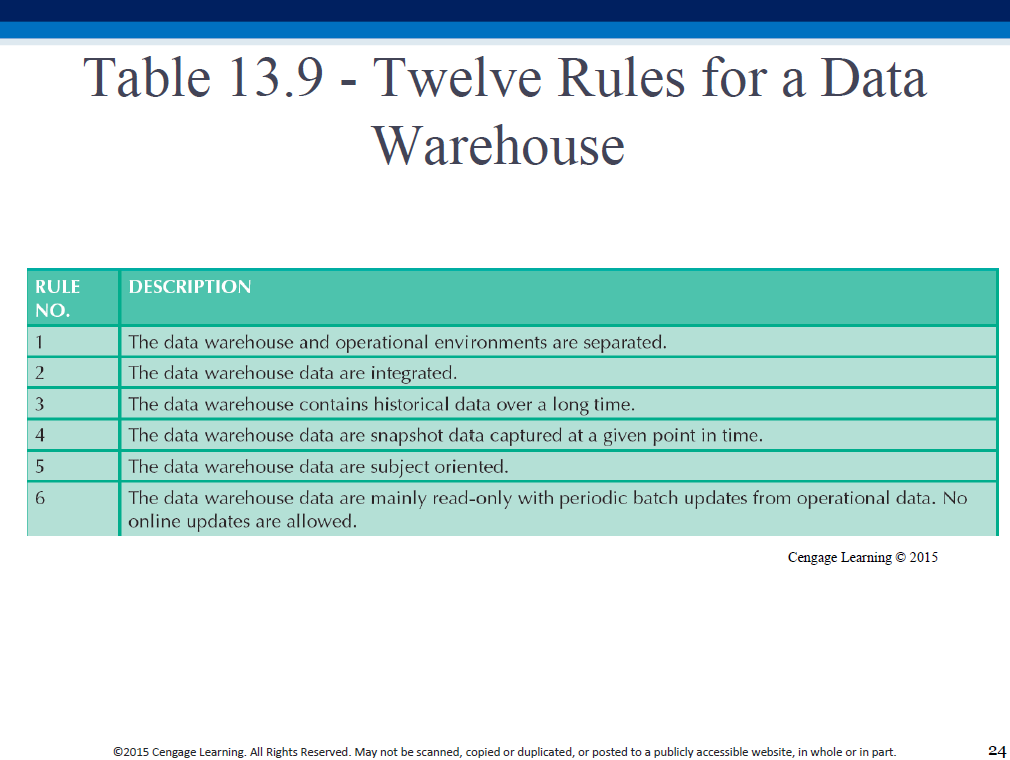 Table 13.9 - Twelve Rules for a Data
Warehouse
RULE
NO.
DESCRIPTION
1 The data warehouse and operational environments are separated.
2 The data warehouse data are integrated.
3 The data warehouse contains historical data over a long time.
4 The data warehouse data are snapshot data captured at a given point in time.
5 The data warehouse data are subject oriented.
6 The data warehouse data are mainly read-only with periodic batch updates from operational data. No
online updates are allowed.
Cengage Learning © 2015
©2015 Cengage Learning. All Rights Reserved. May not be scanned, copied or duplicated, or posted to a publicly accessible website, in whole or in part.
24